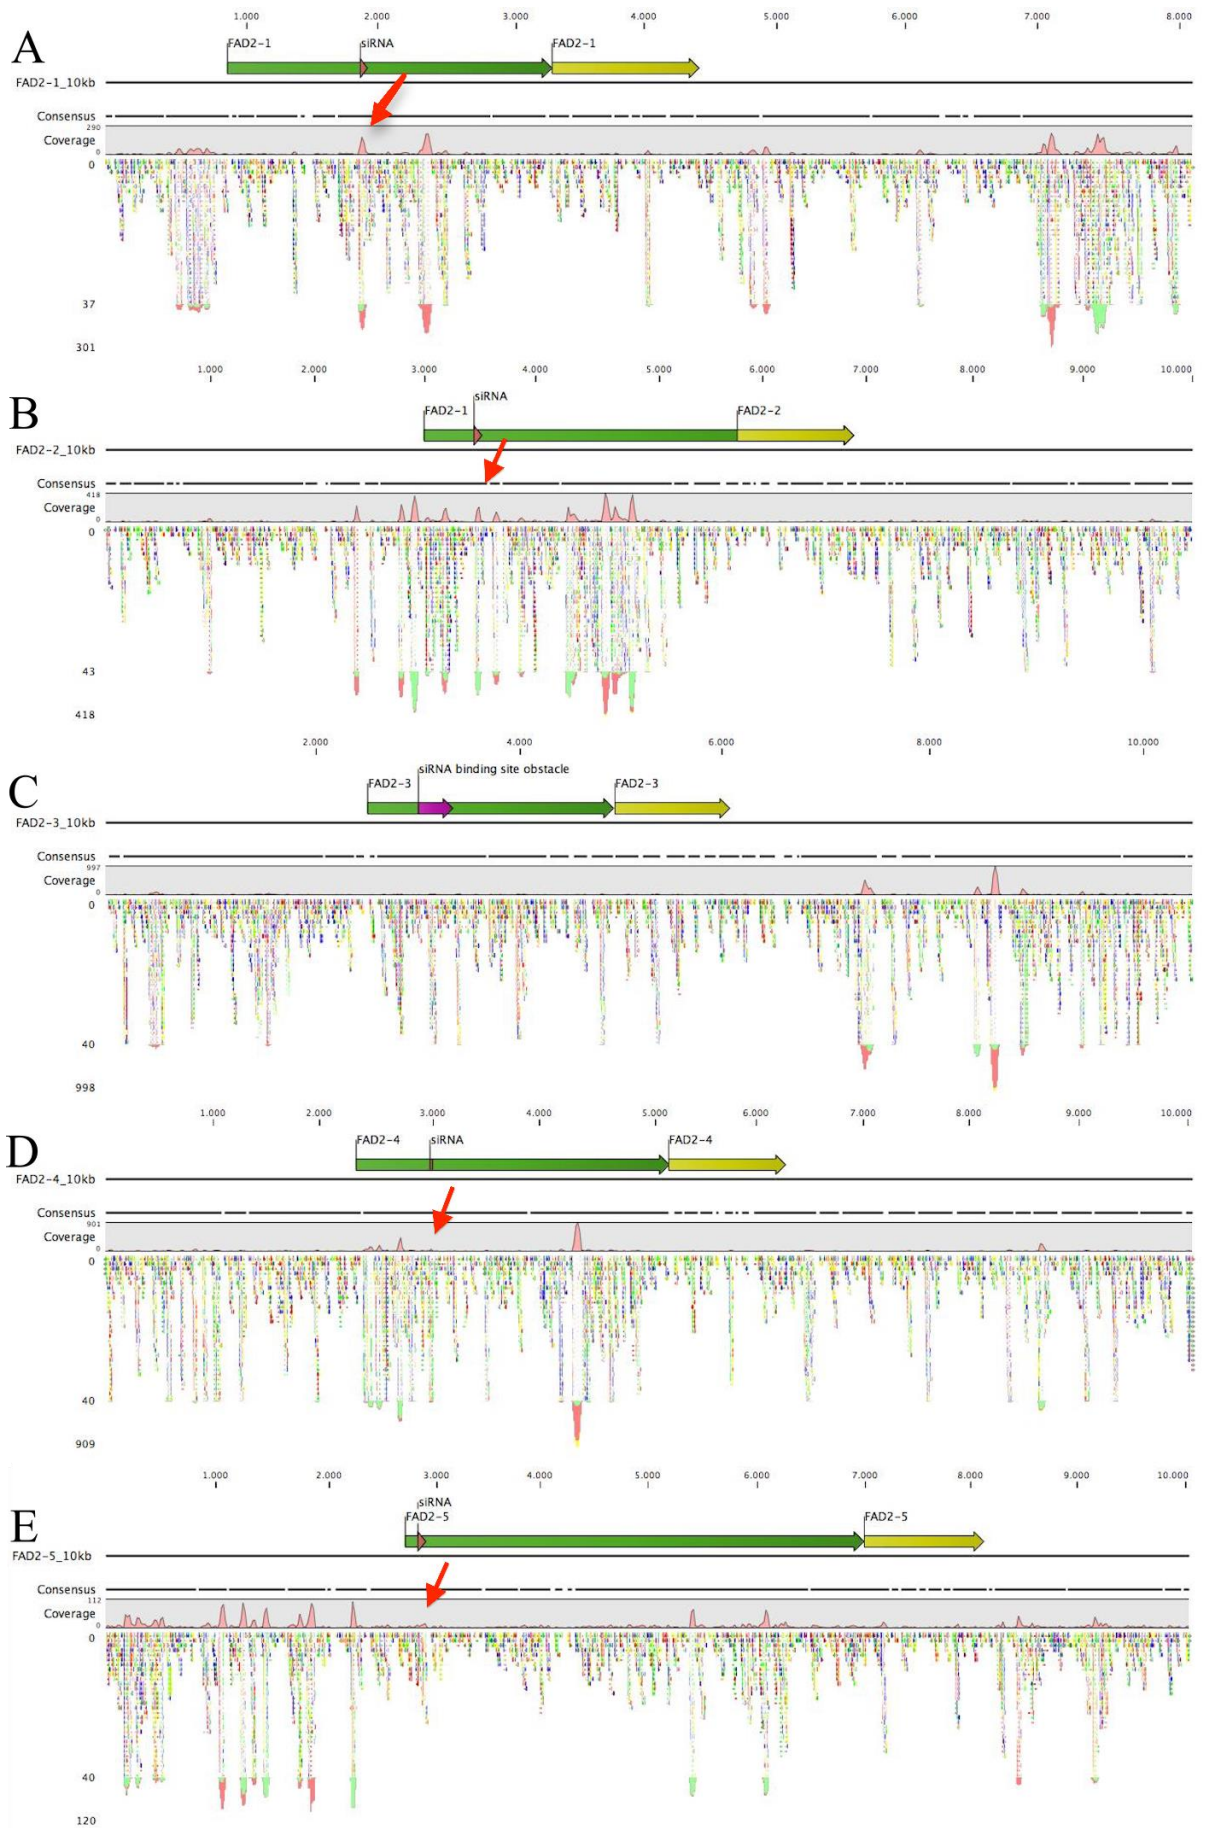 1.000 2.000 3.000 4.000 5.000 6.000 7.000 8.000
A
FAD2-1 siRNA FAD2-1
FAD2-1_10kb
Consensus
290
Coverage
0
0
37
301
1.000 2.000 3.000 4.000 5.000 6.000 7.000 8.000 9.000 10.000
siRNA
B
FAD2-1 FAD2-2
FAD2-2_10kb
Consensus
418
Coverage
0
0
43
418
2.000 4.000 6.000 8.000 10.000
siRNA binding site obstacle
C
FAD2-3 FAD2-3
FAD2-3_10kb
Consensus
997
Coverage
0
0
40
998
1.000 2.000 3.000 4.000 5.000 6.000 7.000 8.000 9.000 10.000
D
FAD2-4 siRNA FAD2-4
FAD2-4_10kb
Consensus
901
Coverage
0
0
40
909
1.000 2.000 3.000 4.000 5.000 6.000 7.000 8.000 9.000 10.000
siRNA
E
FAD2-5 FAD2-5
FAD2-5_10kb
Consensus
112
Coverage
0
0
40
120